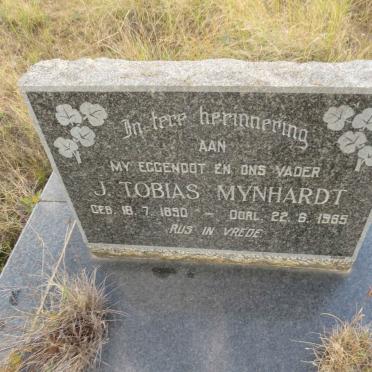 In tere herinnering
AAN
MY EGGENOOT EN ONS VADER
J. TOBIAS MYNHARDT
GEB. 18. 7. 1890 – OORL. 22. 6. 1965
RUS IN VREDE